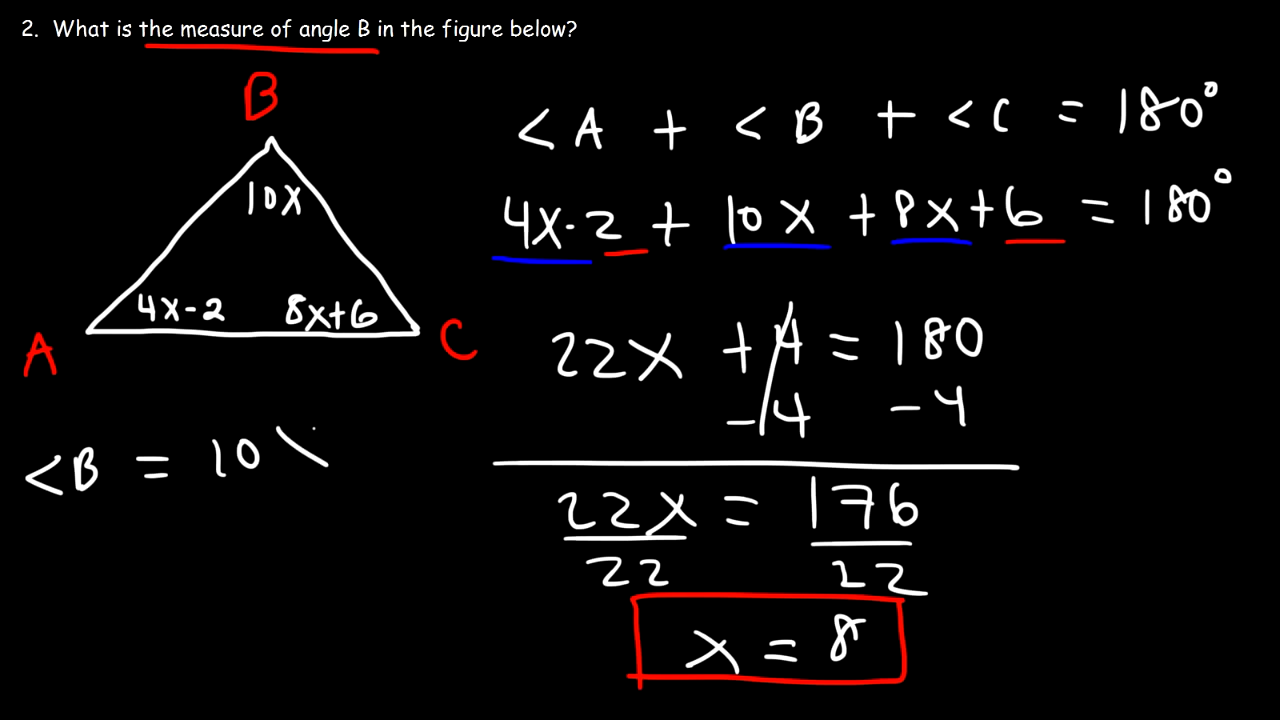 2. What is the measure of angle B in the figure below?
B
10x
4x-2 8x+6
A C
<B = 10
<A + <B + <C = 180°
4x-2 + 10x + 8x+6 = 180°
22x + 4 = 180
-4 -4
22x = 176
22 22
x = 8